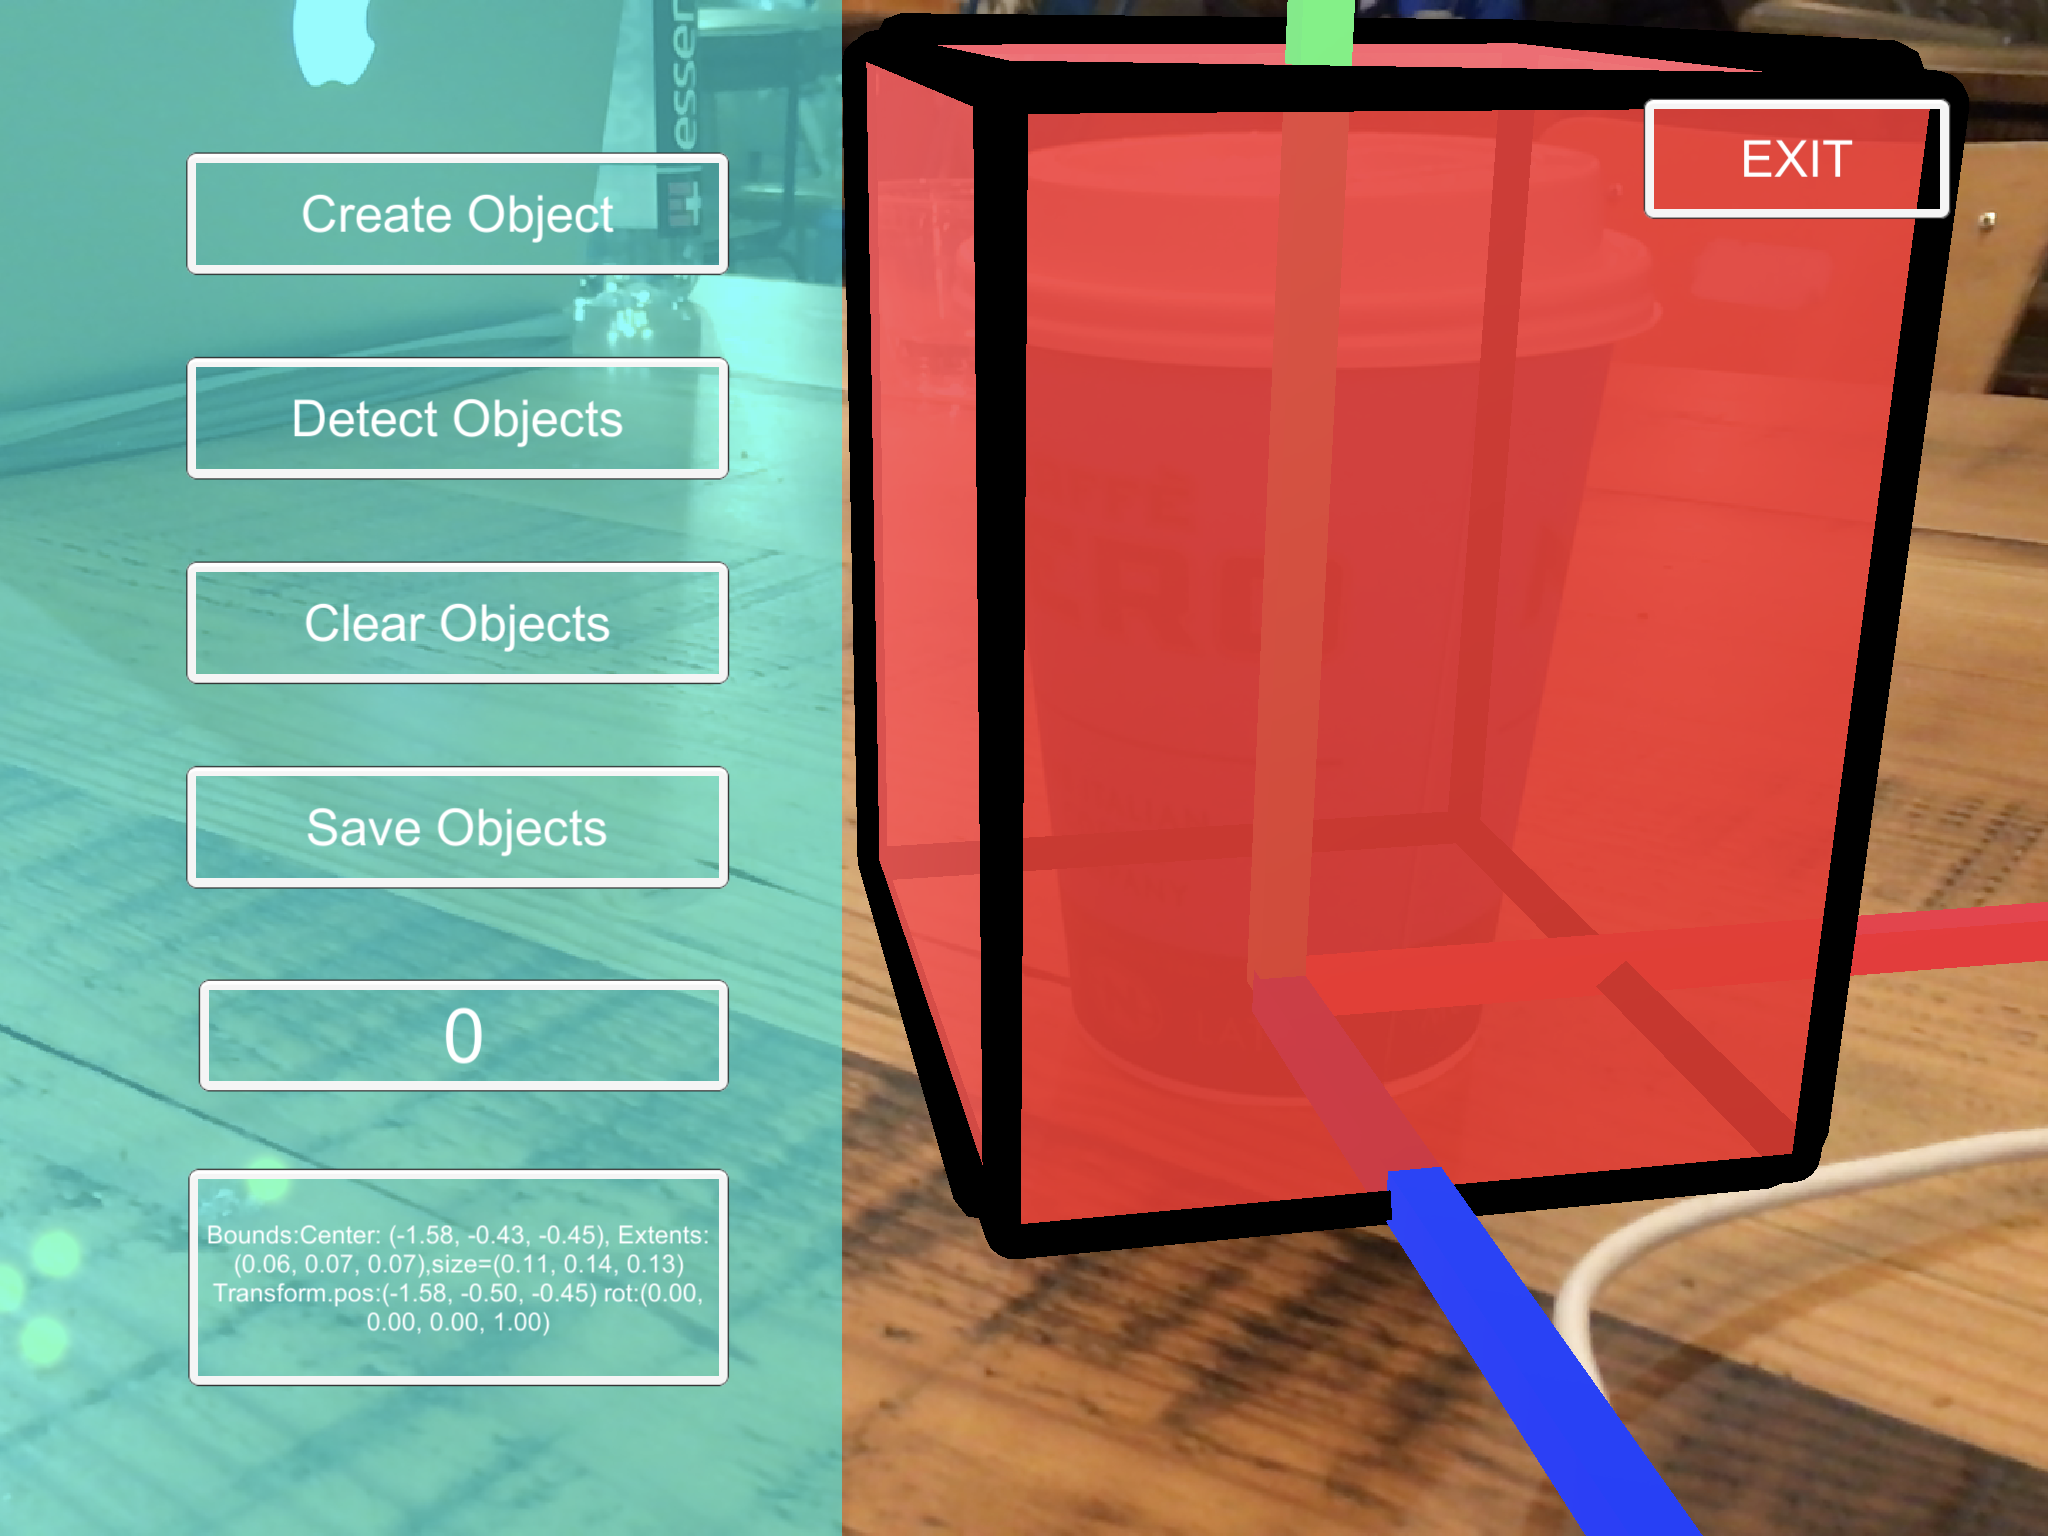 essen
Create Object
EXIT
Detect Objects
Clear Objects
Save Objects
0
Bounds:Center: (-1.58, -0.43, -0.45), Extents:
(0.06, 0.07, 0.07),size=(0.11, 0.14, 0.13)
Transform.pos:(-1.58, -0.50, -0.45) rot:(0.00,
0.00, 0.00, 1.00)